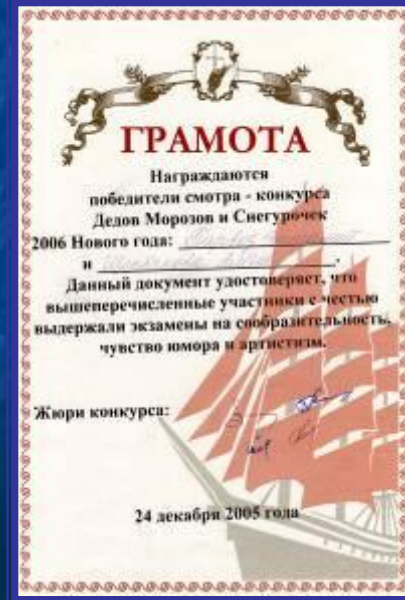 ГРАМОТА
Награждаются
победители смотра - конкурса
Дедов Морозов и Снегурочек
2006 Нового года:
и
Данный документ удостоверяет, что
вышеперечисленные участники с честью
выдержали экзамены на сообразительность,
чувство юмора и артистизм.
Жюри конкурса:
24 декабря 2005 года